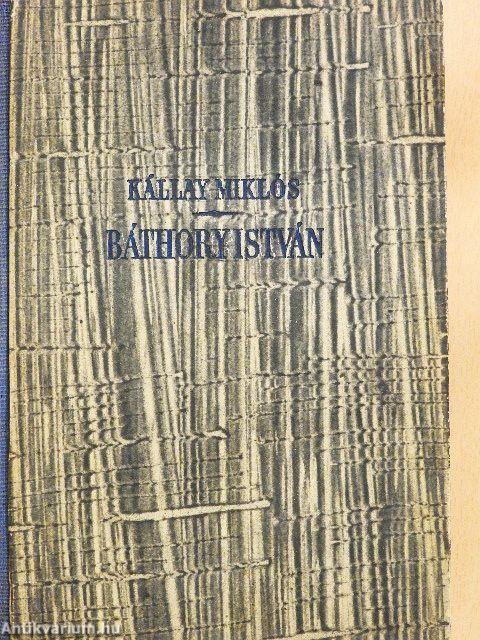 KÁLLAY MIKLÓS
BÁTHORY ISTVÁN
Antikvarium.hu